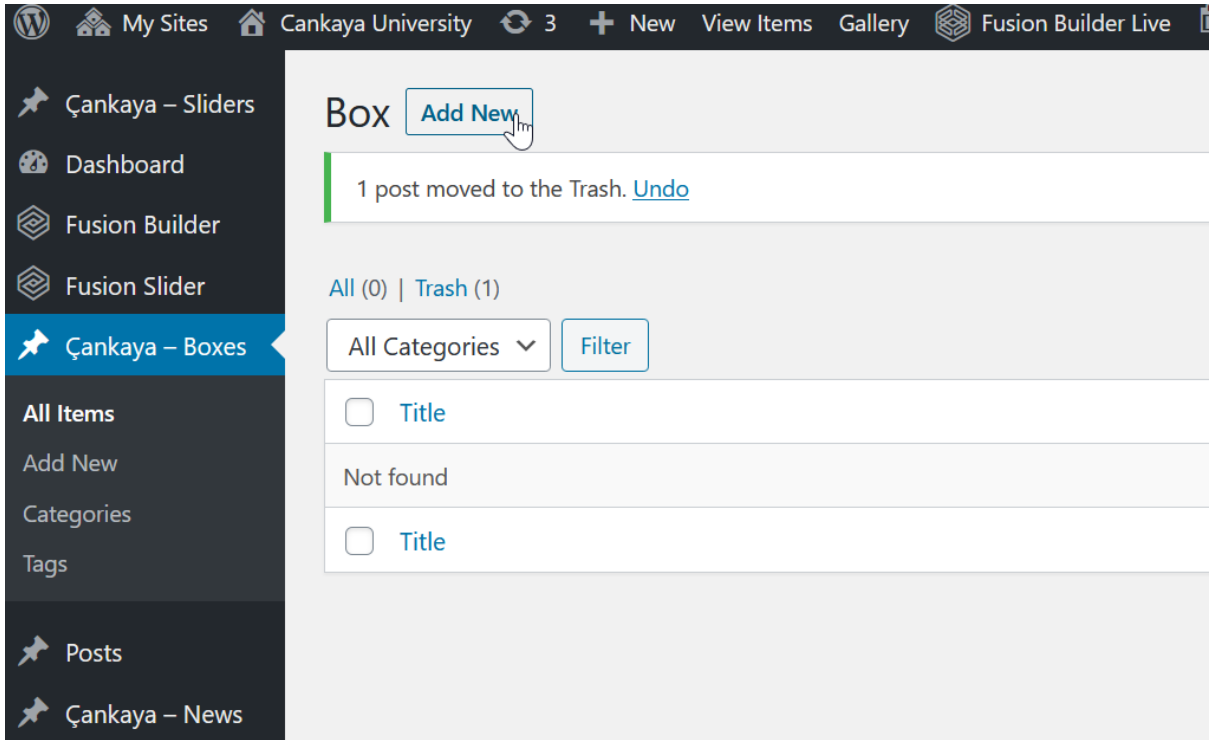 My Sites Cankaya University 3 New View Items Gallery Fusion Builder Live
Çankaya – Sliders
Dashboard
Fusion Builder
Fusion Slider
Çankaya – Boxes
All Items
Add New
Categories
Tags
Posts
Çankaya – News
Box Add New
1 post moved to the Trash. Undo
All (0) | Trash (1)
All Categories Filter
Title
Not found
Title